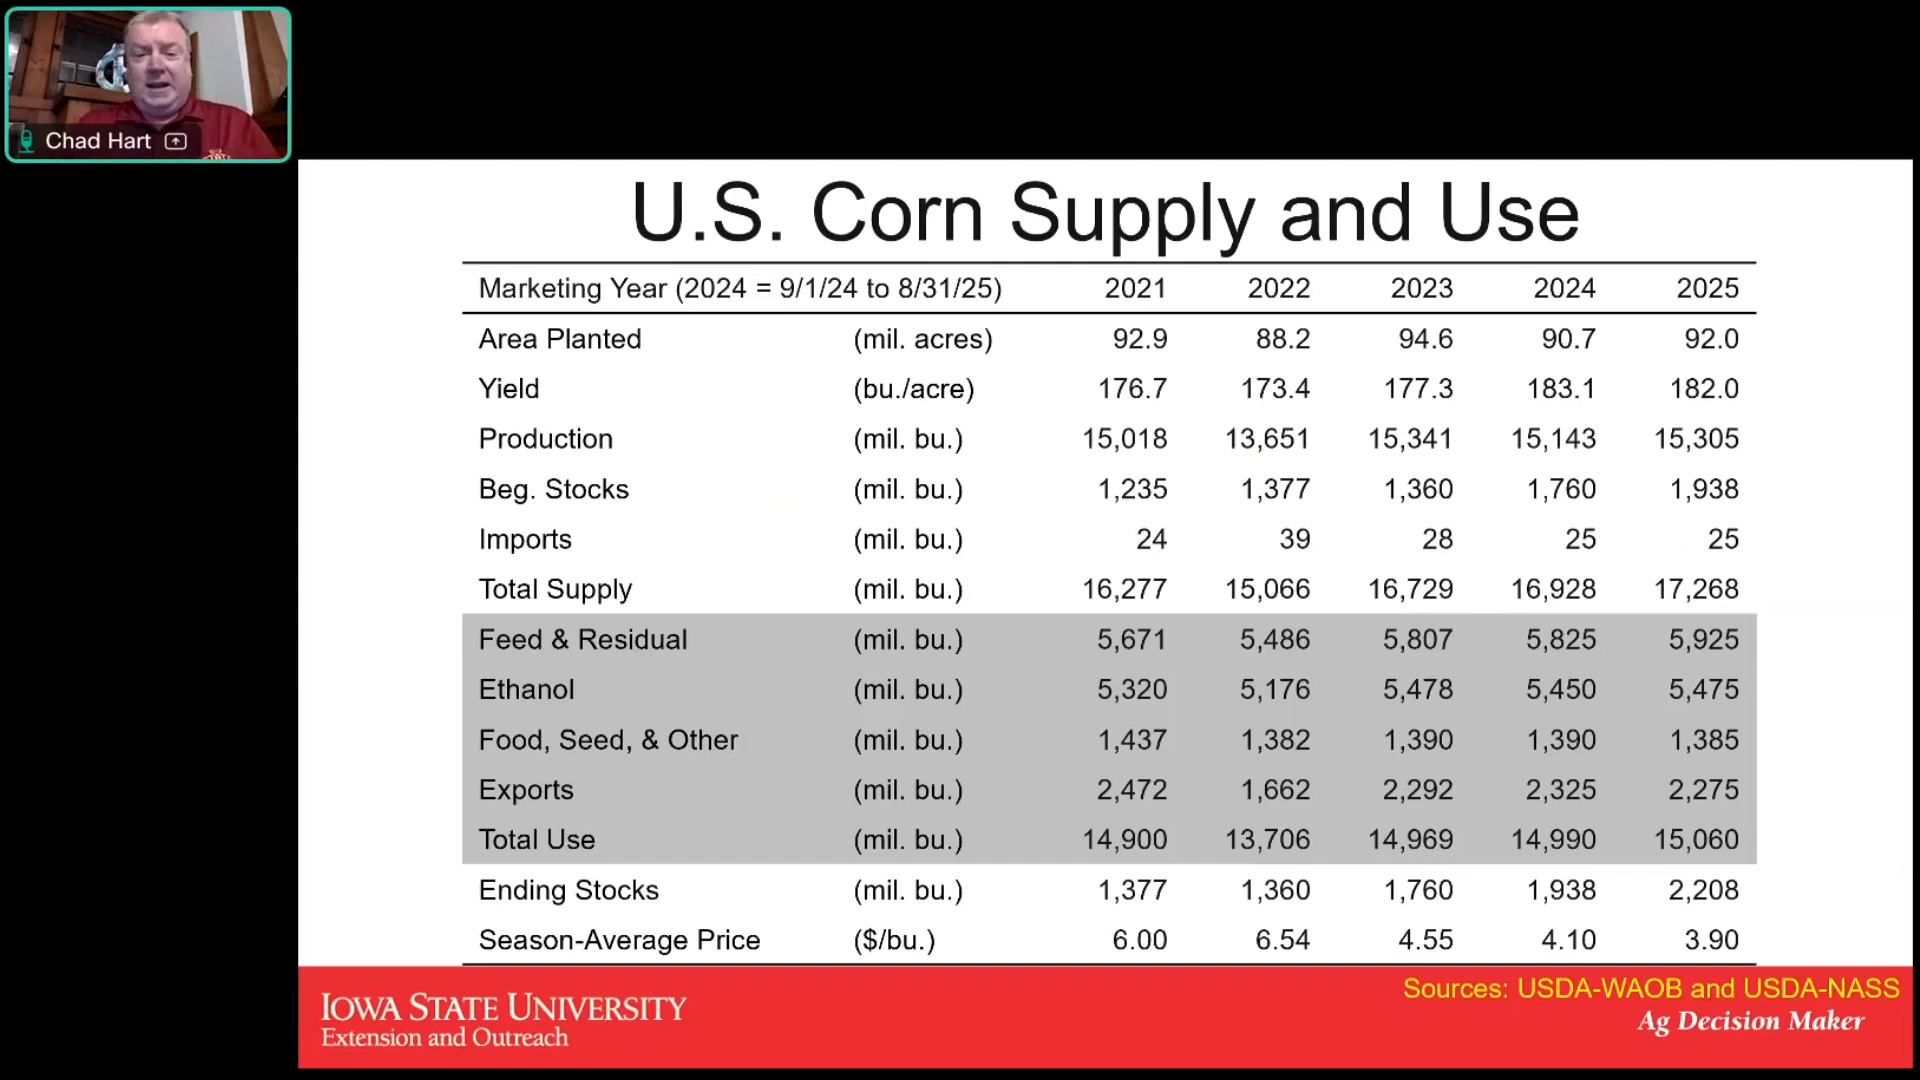 Chad Hart
U.S. Corn Supply and Use
Marketing Year (2024 = 9/1/24 to 8/31/25) 2021 2022 2023 2024 2025
Area Planted (mil. acres) 92.9 88.2 94.6 90.7 92.0
Yield (bu./acre) 176.7 173.4 177.3 183.1 182.0
Production (mil. bu.) 15,018 13,651 15,341 15,143 15,305
Beg. Stocks (mil. bu.) 1,235 1,377 1,360 1,760 1,938
Imports (mil. bu.) 24 39 28 25 25
Total Supply (mil. bu.) 16,277 15,066 16,729 16,928 17,268
Feed & Residual (mil. bu.) 5,671 5,486 5,807 5,825 5,925
Ethanol (mil. bu.) 5,320 5,176 5,478 5,450 5,475
Food, Seed, & Other (mil. bu.) 1,437 1,382 1,390 1,390 1,385
Exports (mil. bu.) 2,472 1,662 2,292 2,325 2,275
Total Use (mil. bu.) 14,900 13,706 14,969 14,990 15,060
Ending Stocks (mil. bu.) 1,377 1,360 1,760 1,938 2,208
Season-Average Price ($/bu.) 6.00 6.54 4.55 4.10 3.90
Sources: USDA-WAOB and USDA-NASS
IOWA STATE UNIVERSITY
Extension and Outreach
Ag Decision Maker